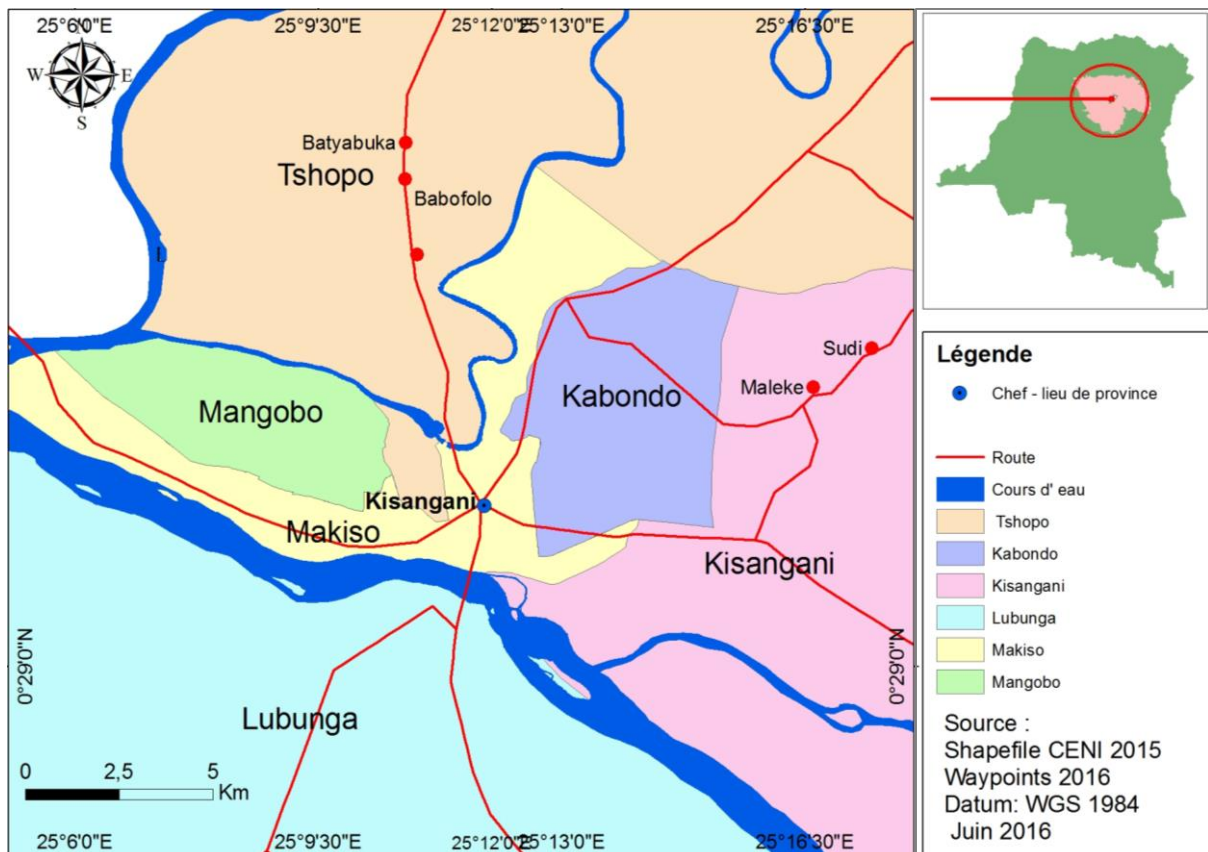 25°6'0"E 25°9'30"E 25°12'0"E 25°13'0"E 25°16'30"E
N
W E
S
Batyabuka
Tshopo
Babofolo
L
Sudi
Maleke
Kabondo
Mangobo
Kisangani
Makiso
Kisangani
0°29'0"N 0°29'0"N
Lubunga
0 2,5 5
Km
25°6'0"E 25°9'30"E 25°12'0"E 25°13'0"E 25°16'30"E
Légende
Chef - lieu de province
Route
Cours d' eau
Tshopo
Kabondo
Kisangani
Lubunga
Makiso
Mangobo
Source :
Shapefile CENI 2015
Waypoints 2016
Datum: WGS 1984
Juin 2016